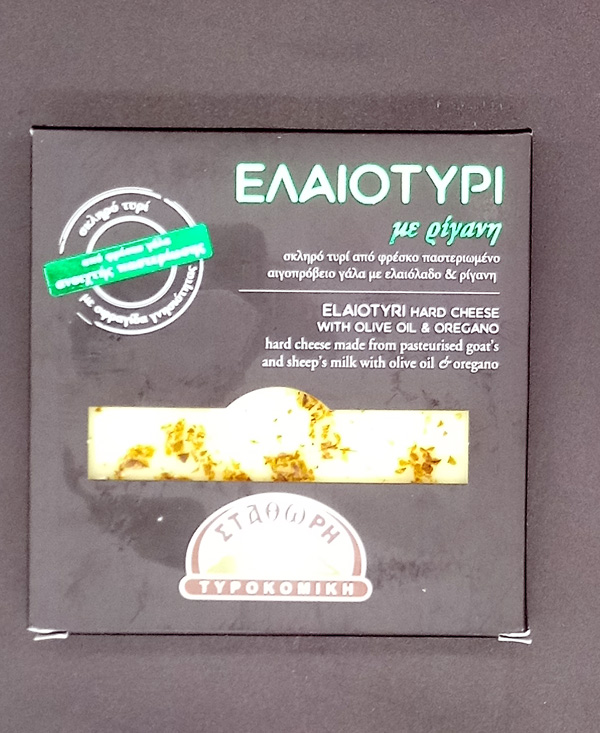 ΕΛΑΙΟΤΥΡΙ
με ρίγανη
σκληρό τυρί από φρέσκο παστεριωμένο
αιγοπρόβειο γάλα με ελαιόλαδο & ρίγανη
ELAIOTYRI HARD CHEESE
WITH OLIVE OIL & OREGANO
hard cheese made from pasteurised goat's
and sheep's milk with olive oil & oregano
σκληρό τυρί
ΣΤΑΘΩΡΗ
ΤΥΡΟΚΟΜΙΚΗ